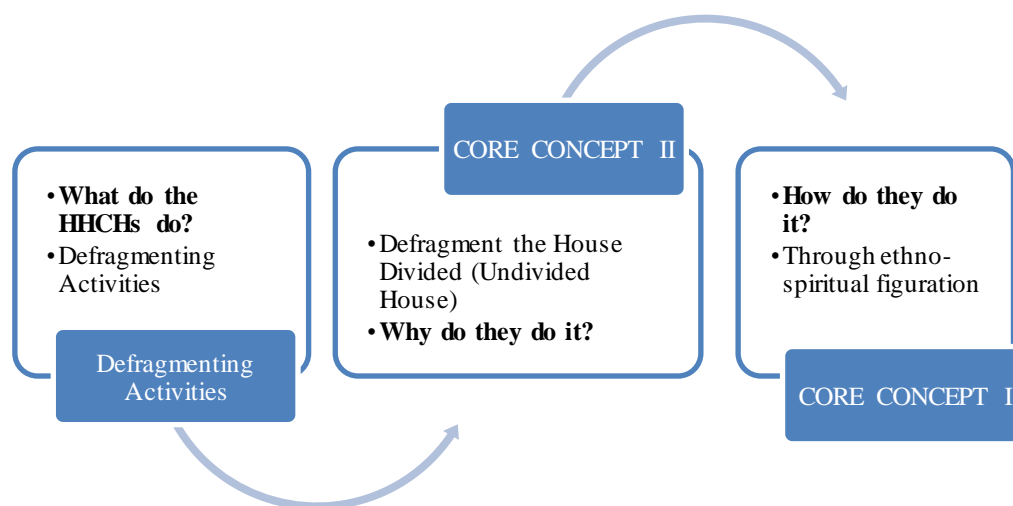 • What do the
HHCHs do?
• Defragmenting
Activities
Defragmenting
Activities
CORE CONCEPT II
• Defragment the House
Divided (Undivided
House)
• Why do they do it?
• How do they do
it?
• Through ethno-
spiritual figuration
CORE CONCEPT I